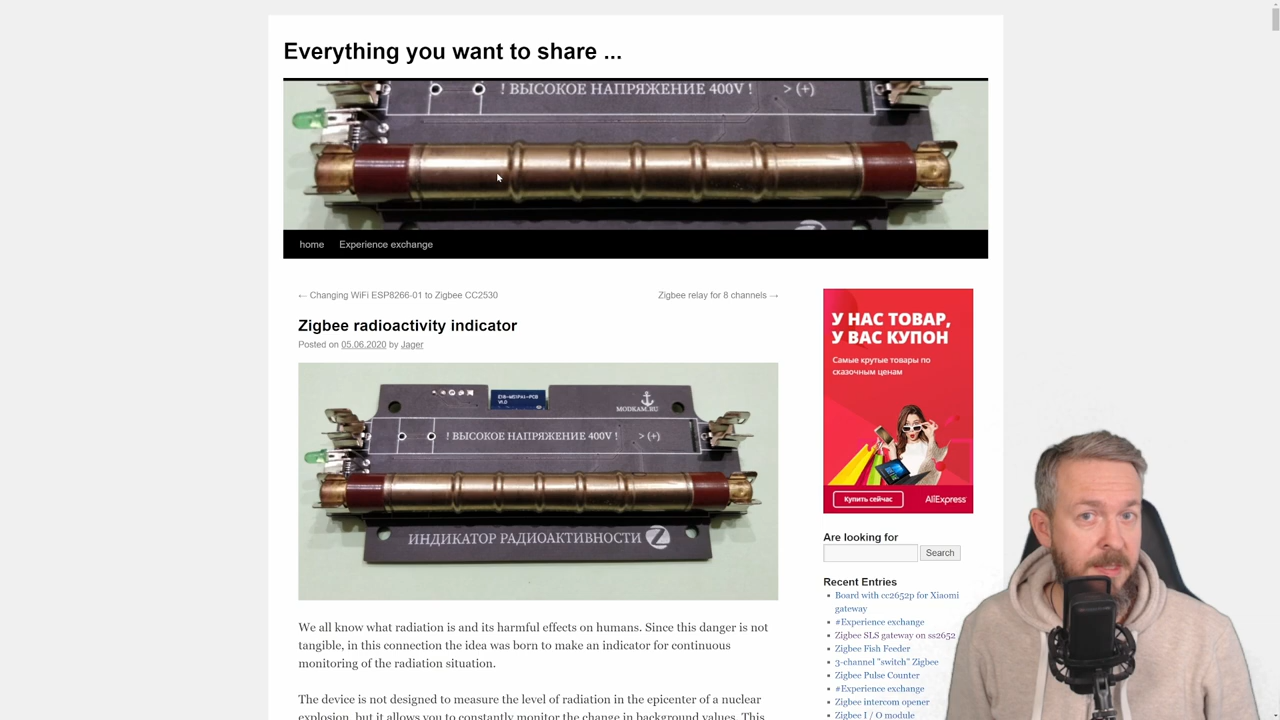 Everything you want to share ...
! ВЫСОКОЕ НАПРЯЖЕНИЕ 400V !
> (+)
home
Experience exchange
← Changing WiFi ESP8266-01 to Zigbee CC2530
Zigbee relay for 8 channels →
Zigbee radioactivity indicator
Posted on 05.06.2020 by Jager
MODKAM.RU
! ВЫСОКОЕ НАПРЯЖЕНИЕ 400V !
> (+)
ИНДИКАТОР РАДИОАКТИВНОСТИ
We all know what radiation is and its harmful effects on humans. Since this danger is not
tangible, in this connection the idea was born to make an indicator for continuous
monitoring of the radiation situation.
The device is not designed to measure the level of radiation in the epicenter of a nuclear
explosion, but it allows you to constantly monitor the change in background values. This
У НАС ТОВАР,
У ВАС КУПОН
Самые крутые товары по
сказочным ценам
Купить сейчас
AliExpress
Are looking for
Search
Recent Entries
Board with cc2652p for Xiaomi
gateway
#Experience exchange
Zigbee SLS gateway on ss2652
Zigbee Fish Feeder
3-channel "switch" Zigbee
Zigbee Pulse Counter
#Experience exchange
Zigbee intercom opener
Zigbee I / O module